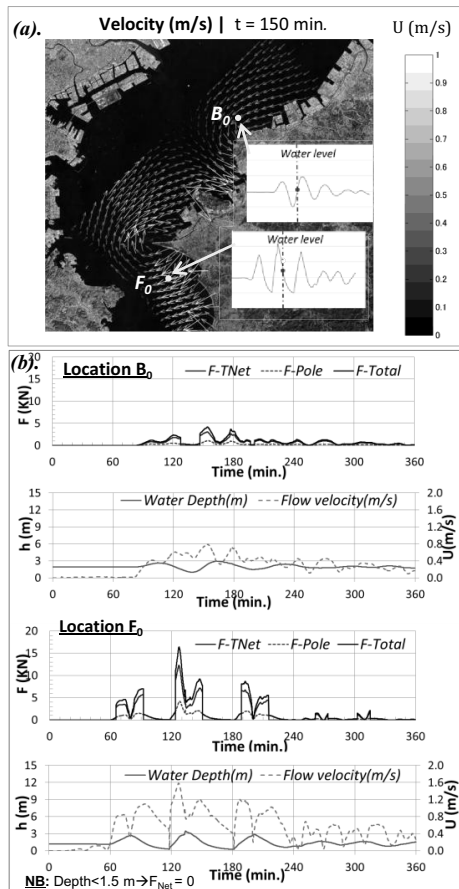 (a). Velocity (m/s) | t = 150 min. U (m/s)
B0
Water level
F0
Water level
1
0.9
0.8
0.7
0.6
0.5
0.4
0.3
0.2
0.1
0
(b). Location B0
F-TNet F-Pole F-Total
F (KN)
20
15
10
5
0
0 60 120 180 240 300 360
Time (min.)
Water Depth(m) Flow velocity(m/s)
h (m)
15
12
9
6
3
0
2.0
1.6
1.2
0.8
0.4
0.0
U(m/s)
0 60 120 180 240 300 360
Time (min.)
Location F0
F-TNet F-Pole F-Total
F (KN)
20
15
10
5
0
0 60 120 180 240 300 360
Time (min.)
Water Depth(m) Flow velocity(m/s)
h (m)
15
12
9
6
3
0
2.0
1.6
1.2
0.8
0.4
0.0
U(m/s)
0 60 120 180 240 300 360
Time (min.)
NB: Depth<1.5 m→FNet = 0